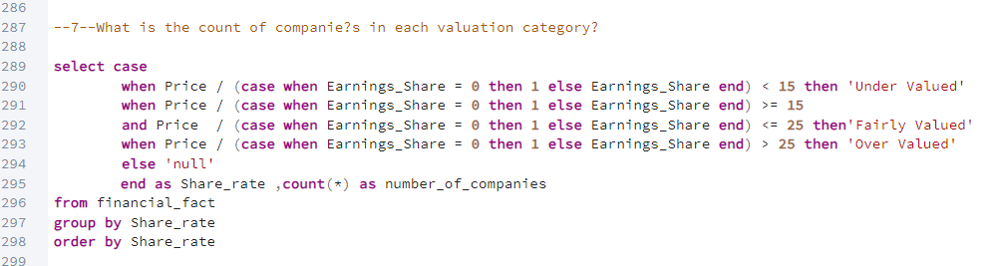 286
287 --7--What is the count of companie?s in each valuation category?
288
289 select case
290 when Price / (case when Earnings_Share = 0 then 1 else Earnings_Share end) < 15 then 'Under Valued'
291 when Price / (case when Earnings_Share = 0 then 1 else Earnings_Share end) >= 15
292 and Price  / (case when Earnings_Share = 0 then 1 else Earnings_Share end) <= 25 then'Fairly Valued'
293 when Price / (case when Earnings_Share = 0 then 1 else Earnings_Share end) > 25 then 'Over Valued'
294 else 'null'
295 end as Share_rate ,count(*) as number_of_companies
296 from financial_fact
297 group by Share_rate
298 order by Share_rate
299